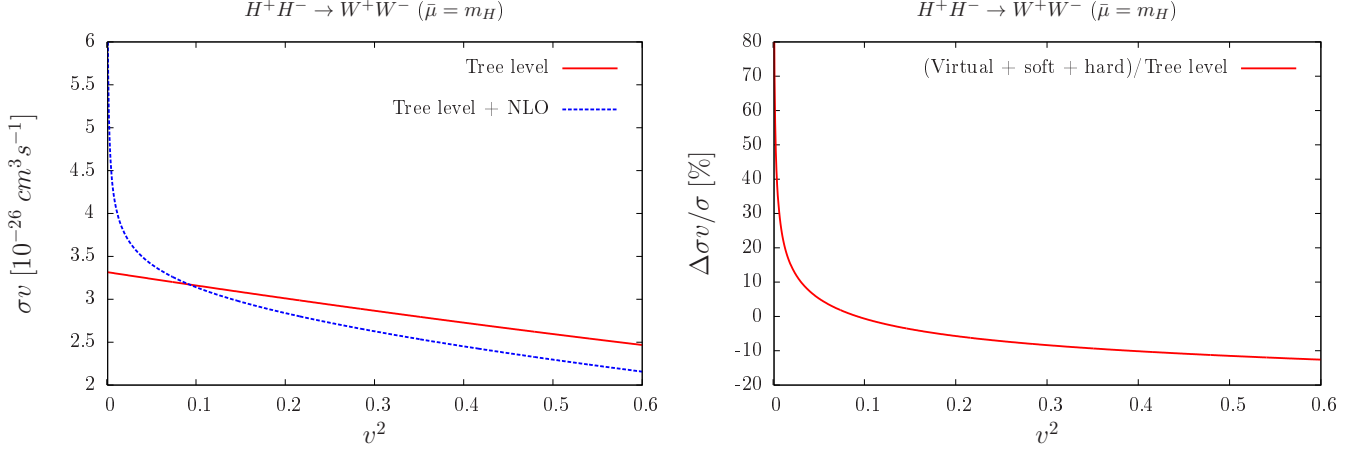 H⁺H⁻ → W⁺W⁻ (μ̄ = m_H)
6
5.5
5
4.5
4
3.5
3
2.5
2
σv [10⁻²⁶ cm³s⁻¹]
Tree level
Tree level + NLO
0 0.1 0.2 0.3 0.4 0.5 0.6
v²
H⁺H⁻ → W⁺W⁻ (μ̄ = m_H)
80
70
60
50
40
30
20
10
0
-10
-20
Δσv/σ [%]
(Virtual + soft + hard)/Tree level
0 0.1 0.2 0.3 0.4 0.5 0.6
v²